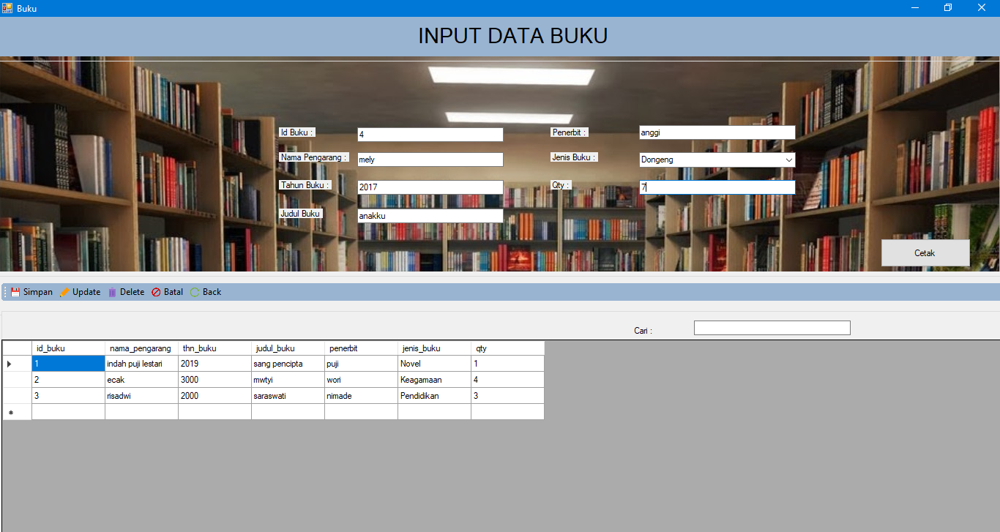 Buku
INPUT DATA BUKU
Id Buku : 4 Penerbit : anggi
Nama Pengarang : mely Jenis Buku : Dongeng
Tahun Buku : 2017 Qty : 7
Judul Buku anakku
Cetak
Simpan Update Delete Batal Back
Cari :
id_buku nama_pengarang thn_buku judul_buku penerbit jenis_buku qty
1 indah puji lestari 2019 sang pencipta puji Novel 1
2 ecak 3000 mwtyi wori Keagamaan 4
3 risadwi 2000 saraswati nimade Pendidikan 3